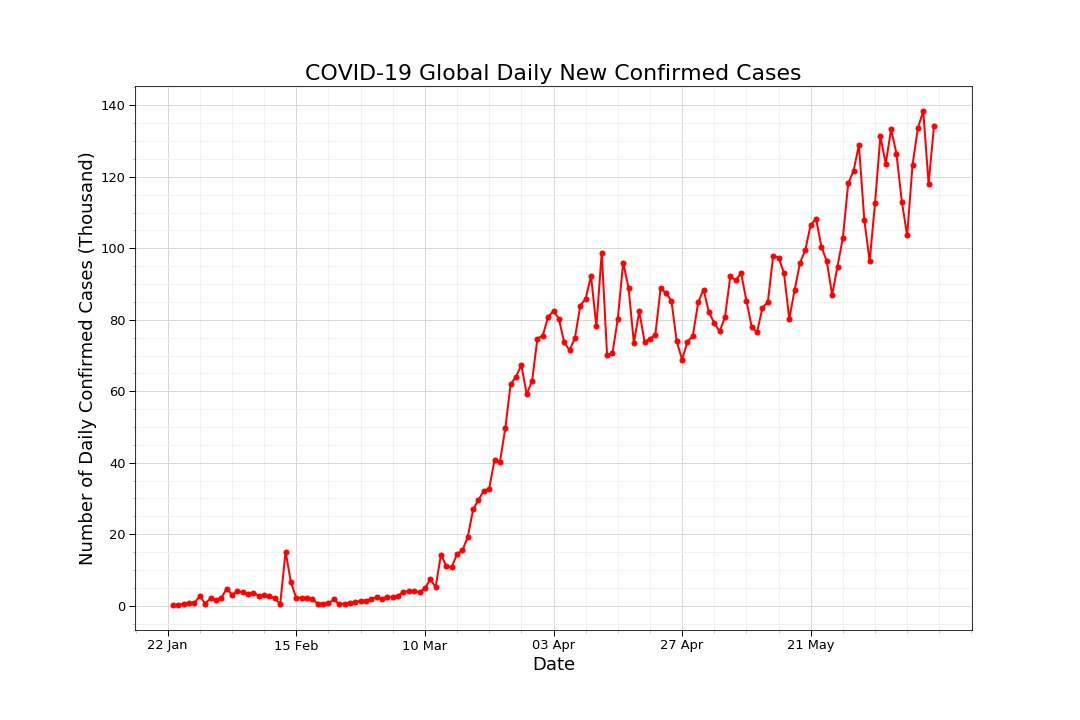 COVID-19 Global Daily New Confirmed Cases
Number of Daily Confirmed Cases (Thousand)
140
120
100
80
60
40
20
0
22 Jan
15 Feb
10 Mar
03 Apr
27 Apr
21 May
Date